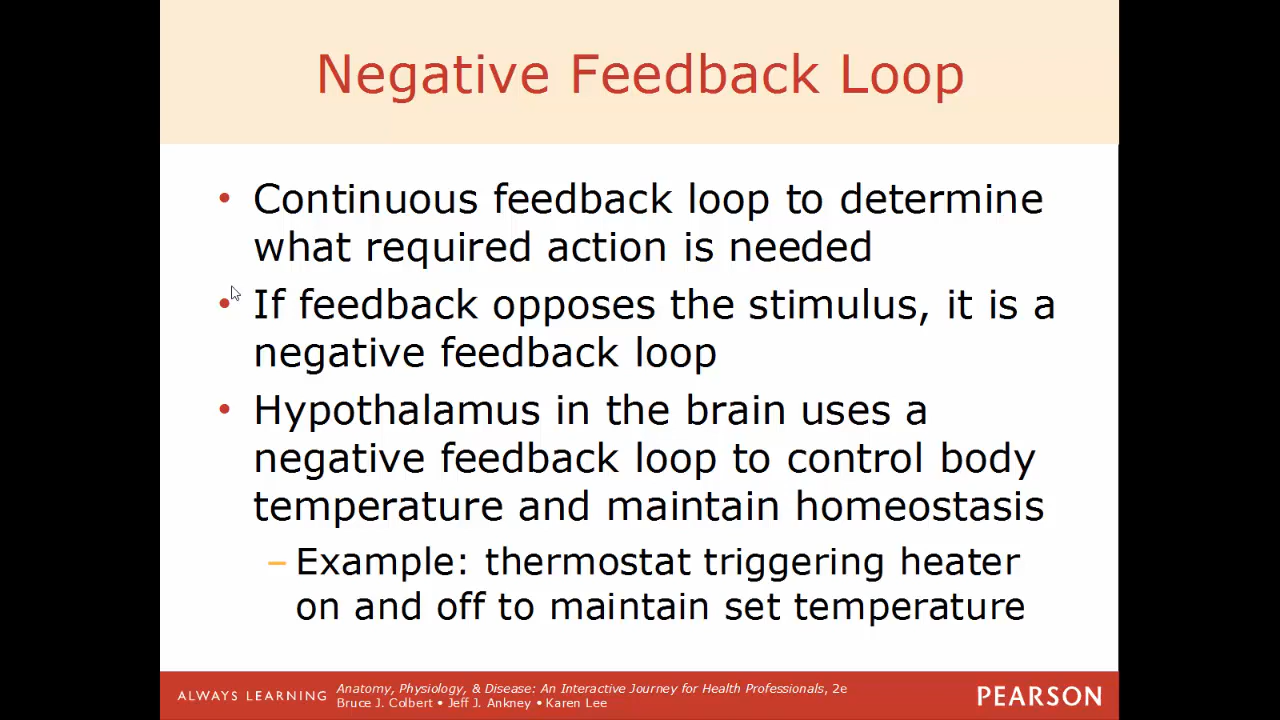 Negative Feedback Loop
• Continuous feedback loop to determine
what required action is needed
• If feedback opposes the stimulus, it is a
negative feedback loop
• Hypothalamus in the brain uses a
negative feedback loop to control body
temperature and maintain homeostasis
– Example: thermostat triggering heater
on and off to maintain set temperature
ALWAYS LEARNING
Anatomy, Physiology, & Disease: An Interactive Journey for Health Professionals, 2e
Bruce J. Colbert • Jeff J. Ankney • Karen Lee
PEARSON